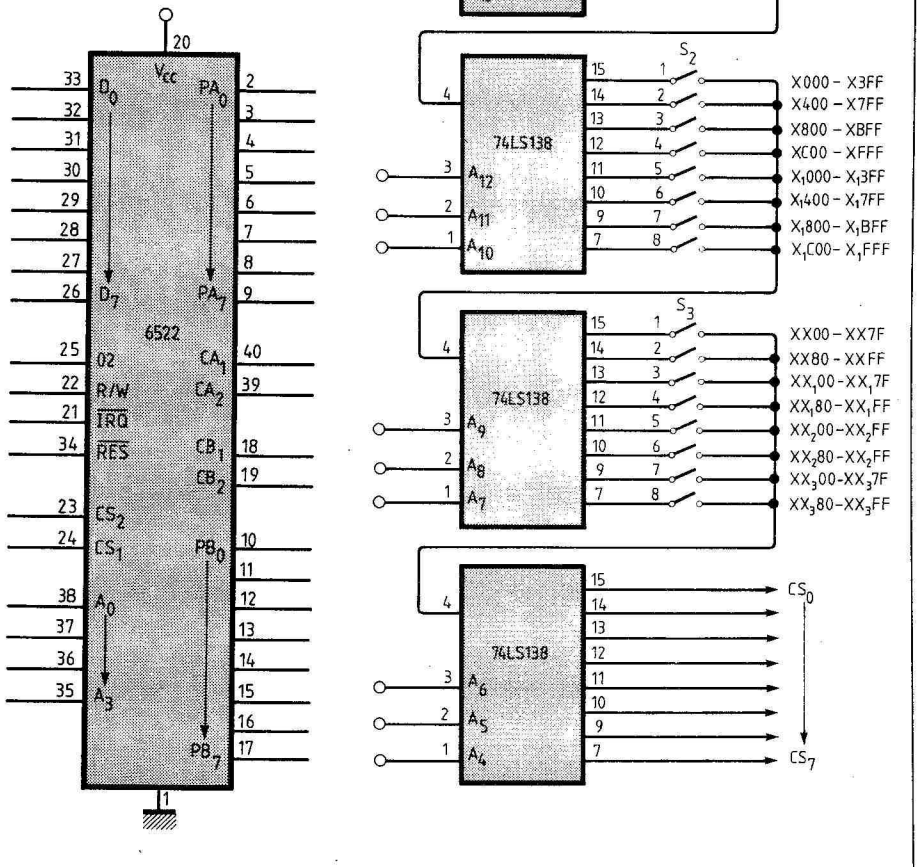 20
V꜀꜀
33 D₀ PA₀ 2
32 3
31 4
30 5
29 6
28 7
27 8
26 D₇ PA₇ 9
6522
25 02 CA₁ 40
22 R/W CA₂ 39
21 IRQ
34 RES CB₁ 18
CB₂ 19
23 CS₂
24 CS₁ PB₀ 10
11
38 A₀ 12
37 13
36 14
35 A₃ 15
16
PB₇ 17
1
S₂
4 15 1 X000 - X3FF
14 2 X400 - X7FF
13 3 X800 - XBFF
74LS138 12 4 XC00 - XFFF
3 A₁₂ 11 5 X₁000 - X₁3FF
2 A₁₁ 10 6 X₁400 - X₁7FF
9 7 X₁800 - X₁BFF
1 A₁₀ 7 8 X₁C00 - X₁FFF
S₃
4 15 1 XX00 - XX7F
14 2 XX80 - XXFF
13 3 XX₁00 - XX₁7F
74LS138 12 4 XX₁80 - XX₁FF
3 A₉ 11 5 XX₂00 - XX₂FF
2 A₈ 10 6 XX₂80 - XX₂FF
9 7 XX₃00 - XX₃7F
1 A₇ 7 8 XX₃80 - XX₃FF
4 15 CS₀
14
13
74LS138 12
3 A₆ 11
2 A₅ 10
9
1 A₄ 7 CS₇